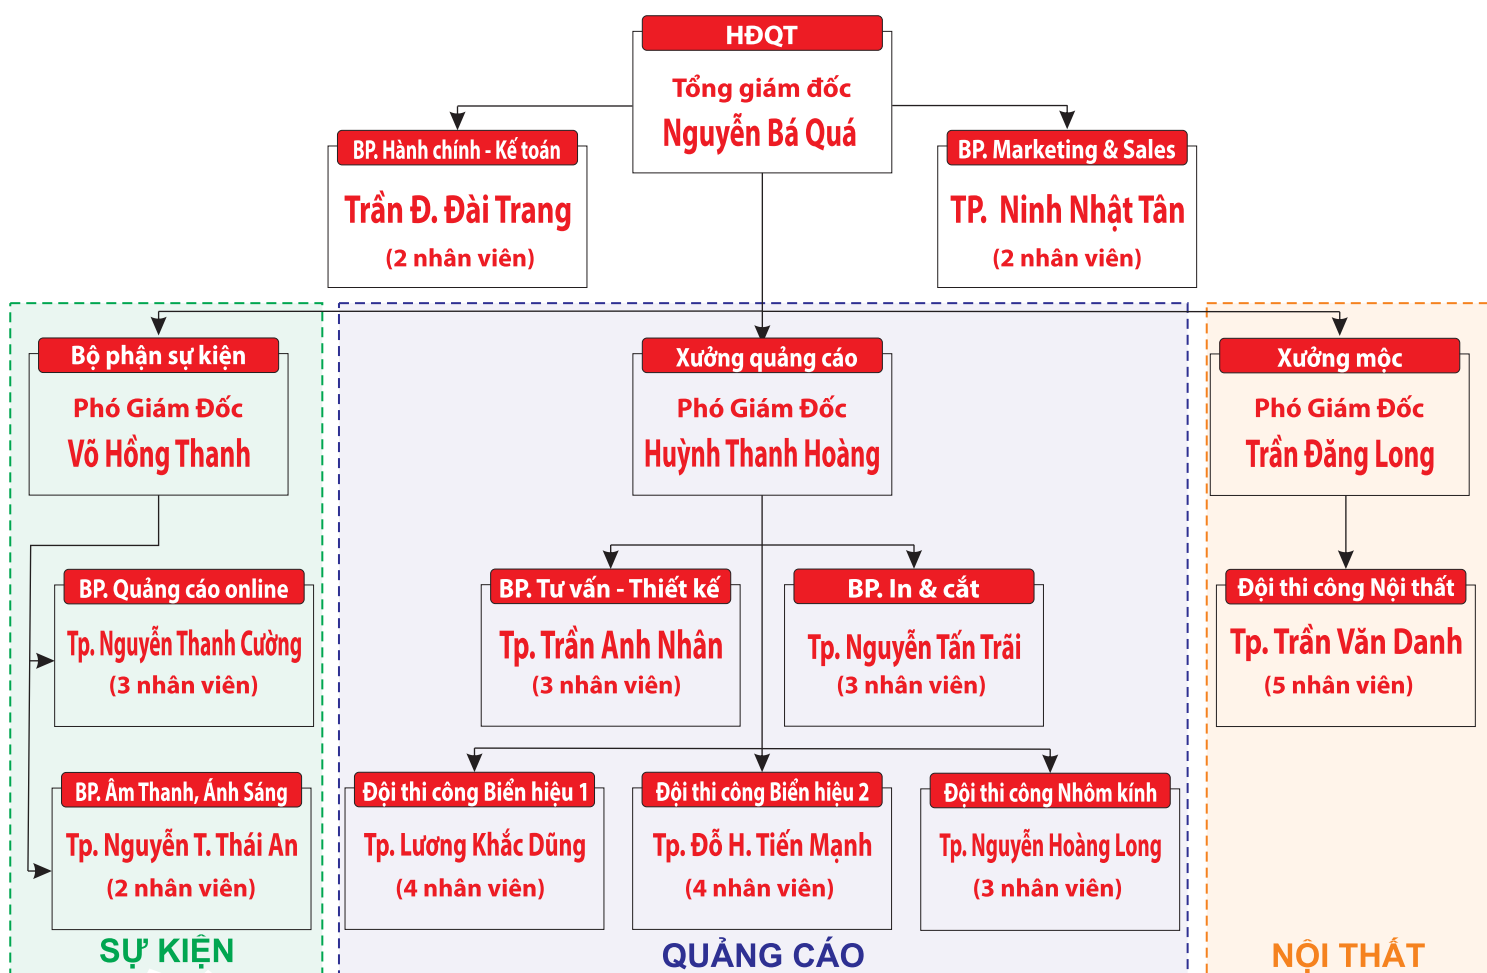 HĐQT
Tổng giám đốc
Nguyễn Bá Quá
BP. Hành chính - Kế toán
Trần Đ. Đài Trang
(2 nhân viên)
BP. Marketing & Sales
TP. Ninh Nhật Tân
(2 nhân viên)
Bộ phận sự kiện
Phó Giám Đốc
Võ Hồng Thanh
Xưởng quảng cáo
Phó Giám Đốc
Huỳnh Thanh Hoàng
Xưởng mộc
Phó Giám Đốc
Trần Đăng Long
BP. Quảng cáo online
Tp. Nguyễn Thanh Cường
(3 nhân viên)
BP. Tư vấn - Thiết kế
Tp. Trần Anh Nhân
(3 nhân viên)
BP. In & cắt
Tp. Nguyễn Tấn Trãi
(3 nhân viên)
Đội thi công Nội thất
Tp. Trần Văn Danh
(5 nhân viên)
BP. Âm Thanh, Ánh Sáng
Tp. Nguyễn T. Thái An
(2 nhân viên)
Đội thi công Biển hiệu 1
Tp. Lương Khắc Dũng
(4 nhân viên)
Đội thi công Biển hiệu 2
Tp. Đỗ H. Tiến Mạnh
(4 nhân viên)
Đội thi công Nhôm kính
Tp. Nguyễn Hoàng Long
(3 nhân viên)
SỰ KIỆN
QUẢNG CÁO
NỘI THẤT